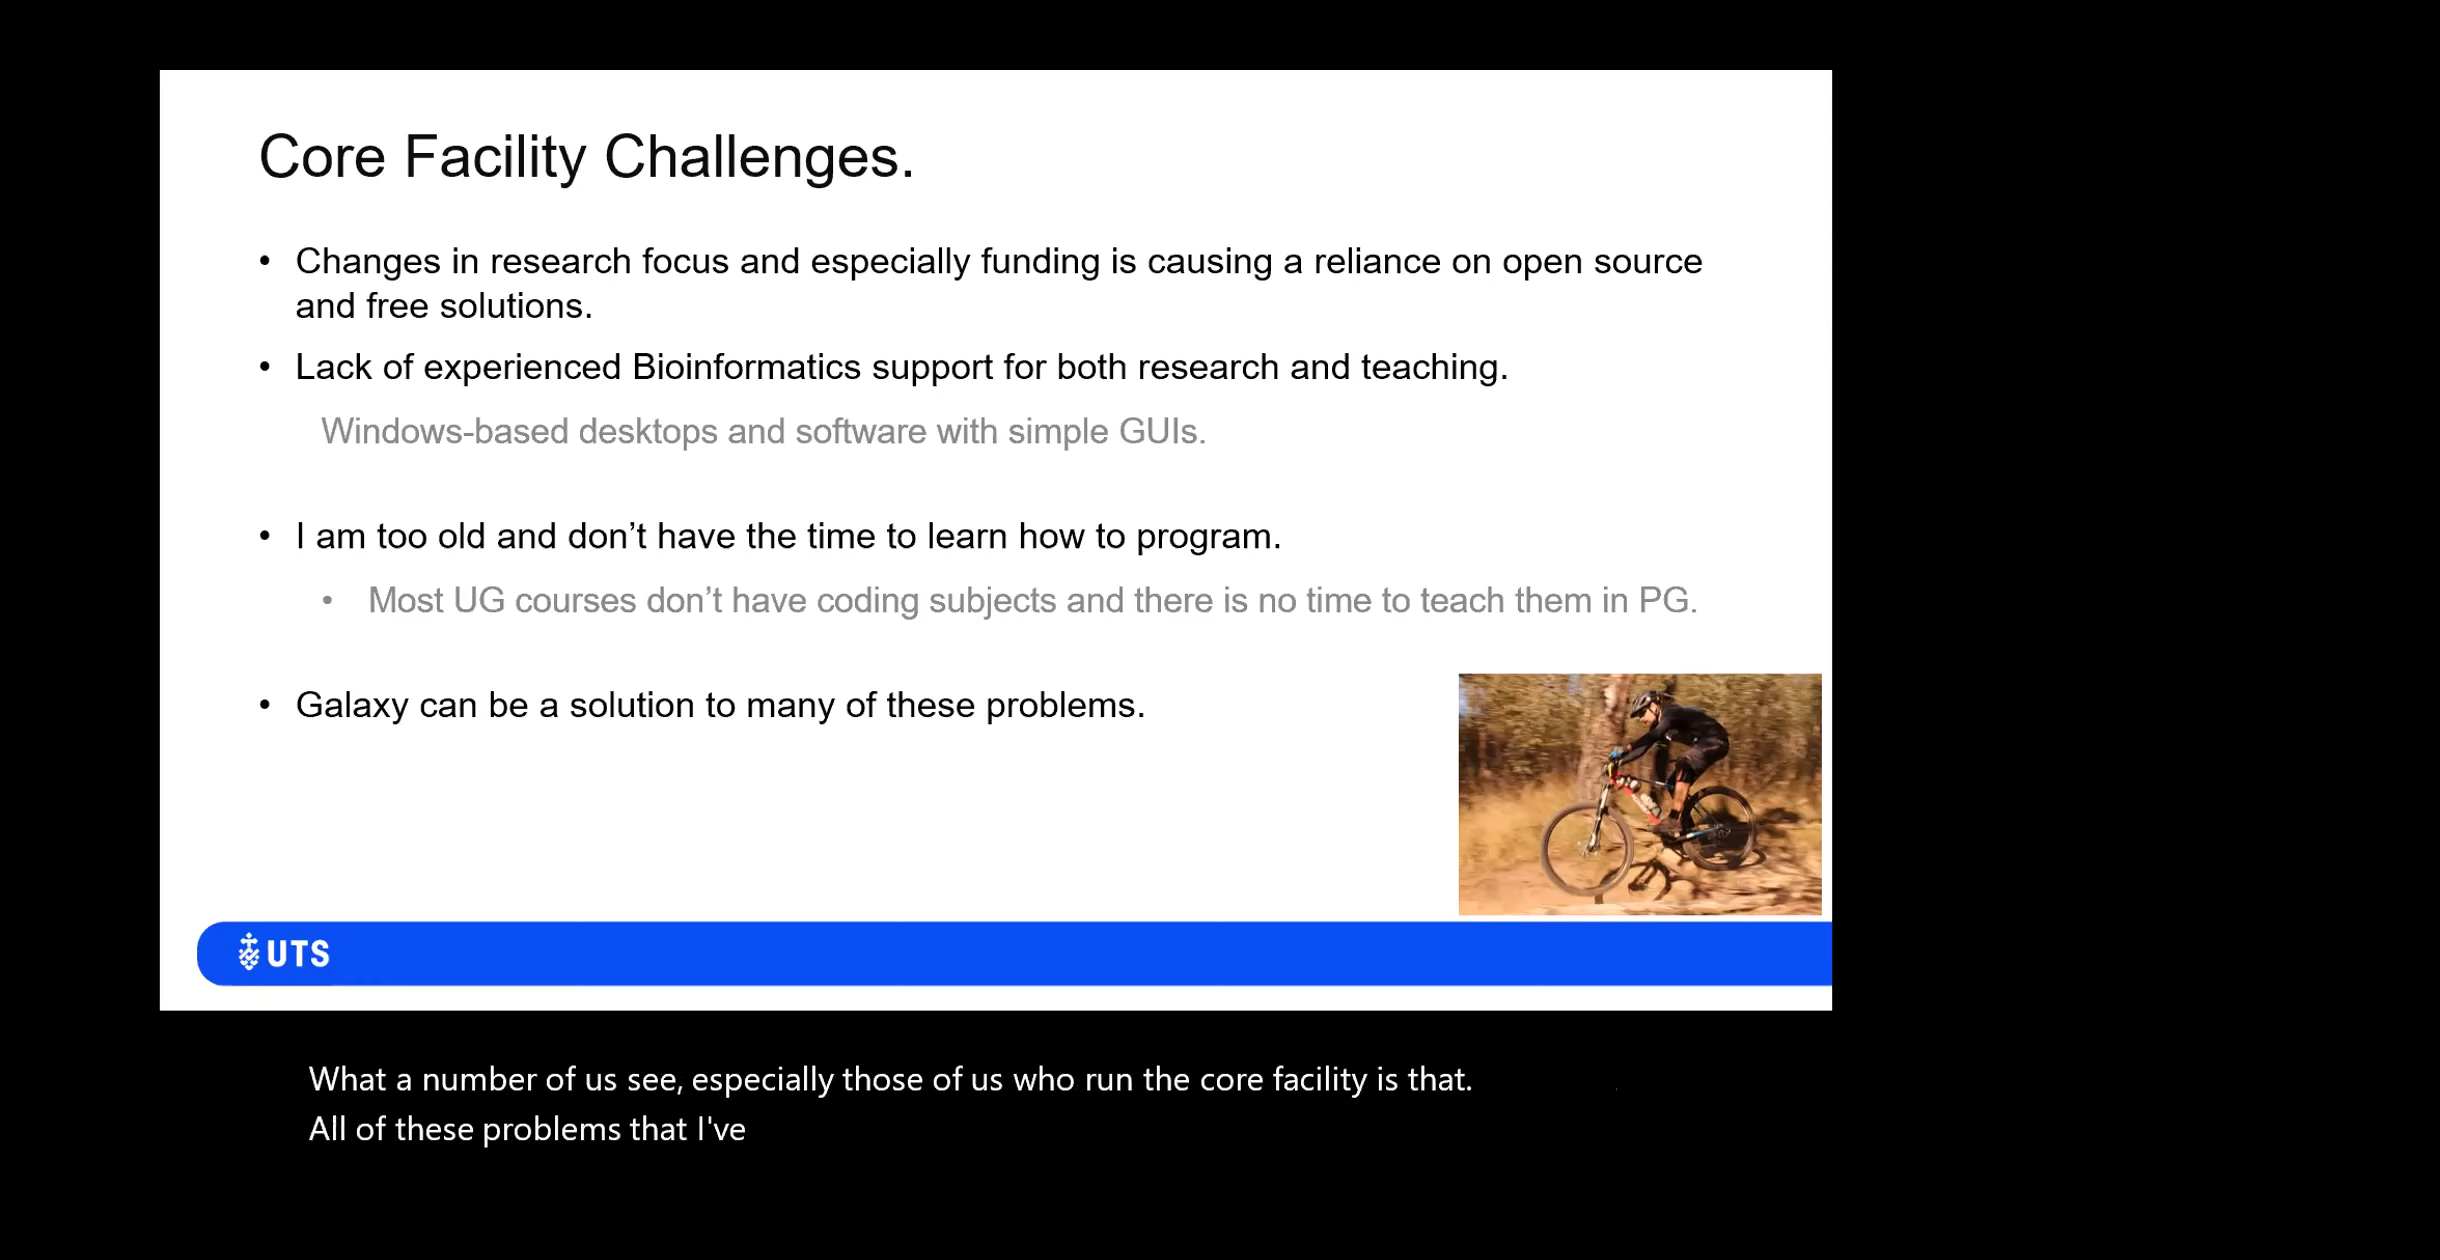 Core Facility Challenges.
• Changes in research focus and especially funding is causing a reliance on open source
and free solutions.
• Lack of experienced Bioinformatics support for both research and teaching.
Windows-based desktops and software with simple GUIs.
• I am too old and don’t have the time to learn how to program.
• Most UG courses don’t have coding subjects and there is no time to teach them in PG.
• Galaxy can be a solution to many of these problems.
UTS
What a number of us see, especially those of us who run the core facility is that.
All of these problems that I've